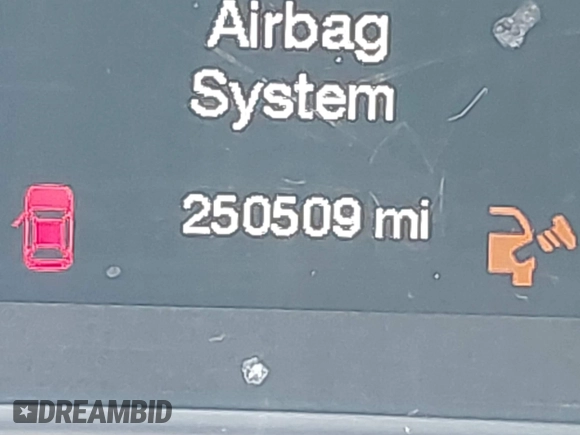 Airbag
System
250509 mi
DREAMBID